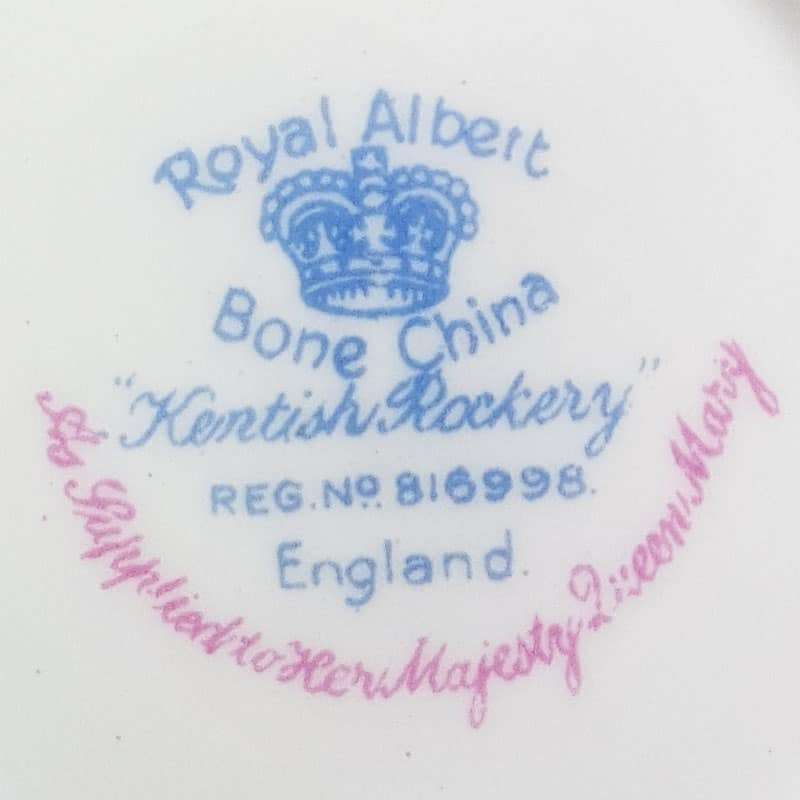 Royal Albert
Bone China
"Kentish Rockery"
REG. No. 816998.
England.
As Supplied to Her Majesty Queen Mary